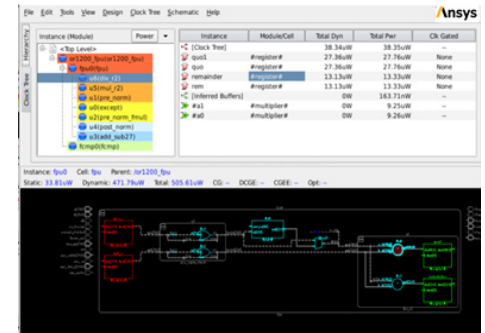 File Edit Tools View Design Clock Tree Schematic Help
Ansys
Hierarchy
Clock Tree
Instance (Module) Power
<Top Level>
or1200_fpu(or1200_fpu)
fpu0(fpu)
u6(div_r2)
u5(mul_r2)
u1(pre_norm)
u0(except)
u2(pre_norm_fmul)
u4(post_norm)
u3(add_sub27)
fcmp0(fcmp)
Instance Module/Cell Total Dyn Total Pwr Clk Gated
[Clock Tree] 38.34uW 38.35uW --
quo1 #register# 27.36uW 27.76uW None
quo #register# 27.36uW 27.76uW None
remainder #register# 13.13uW 13.33uW None
rem #register# 13.13uW 13.33uW None
[Inferred Buffers] 0W 163.71nW --
#a1 #multiplier# 0W 9.25uW --
#a0 #multiplier# 0W 9.26uW --
Instance: fpu0 Cell: fpu Parent: /or1200_fpu
Static: 33.81uW Dynamic: 471.79uW Total: 505.61uW CG: -- DCGE: -- CGEE: -- Opt: --